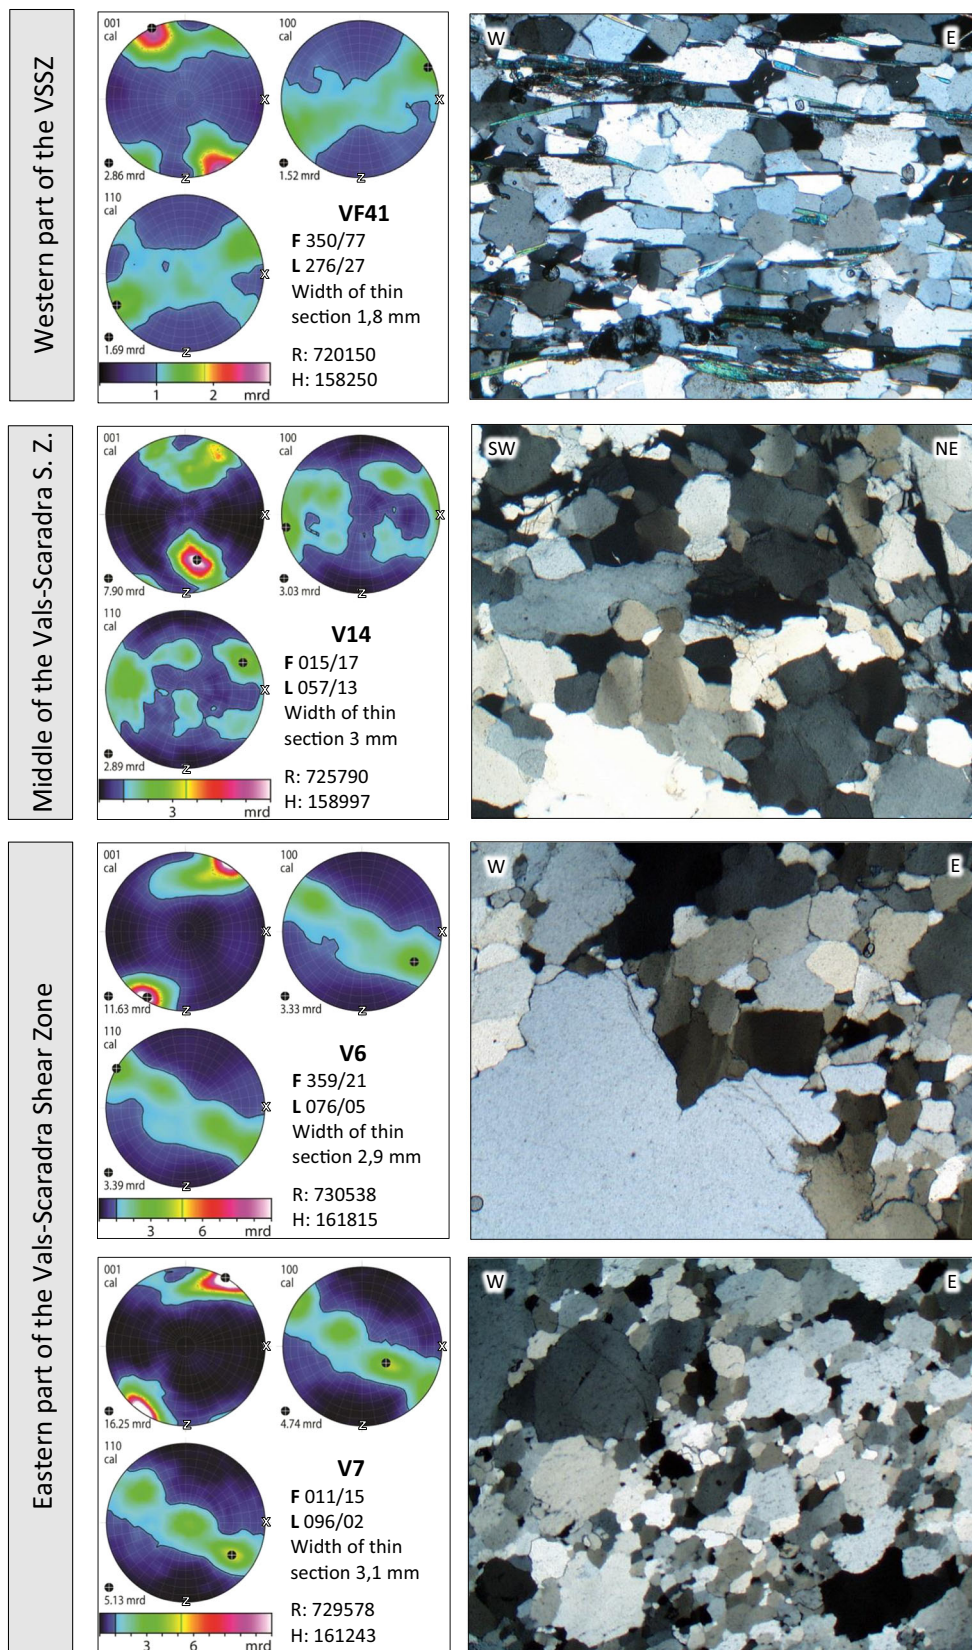 Western part of the VSSZ
001
cal
X
2.86 mrd
Z
100
cal
X
1.52 mrd
Z
110
cal
X
1.69 mrd
Z
1 2 mrd
VF41
F 350/77
L 276/27
Width of thin
section 1,8 mm
R: 720150
H: 158250
W E
Middle of the Vals-Scaradra S. Z.
001
cal
X
7.90 mrd
Z
100
cal
X
3.03 mrd
Z
110
cal
X
2.89 mrd
Z
3 mrd
V14
F 015/17
L 057/13
Width of thin
section 3 mm
R: 725790
H: 158997
SW NE
Eastern part of the Vals-Scaradra Shear Zone
001
cal
X
11.63 mrd
Z
100
cal
X
3.33 mrd
Z
110
cal
X
3.39 mrd
Z
3 6 mrd
V6
F 359/21
L 076/05
Width of thin
section 2,9 mm
R: 730538
H: 161815
W E
001
cal
X
16.25 mrd
Z
100
cal
X
4.74 mrd
Z
110
cal
X
5.13 mrd
Z
3 6 mrd
V7
F 011/15
L 096/02
Width of thin
section 3,1 mm
R: 729578
H: 161243
W E